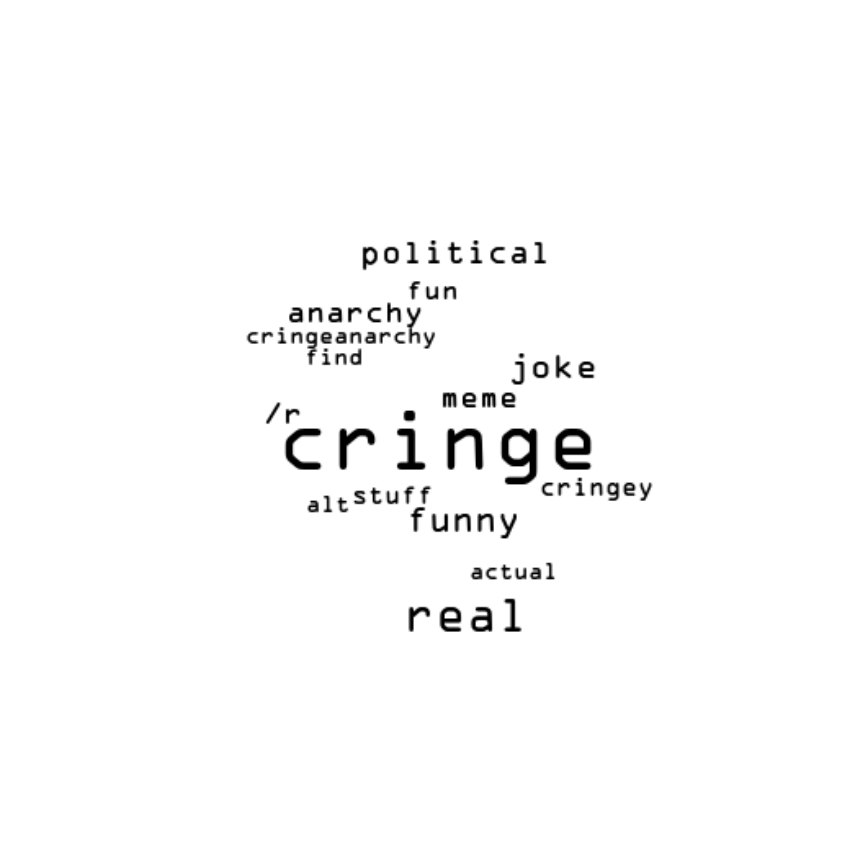 political
fun
anarchy
cringeanarchy
find
joke
meme
/r
cringe
cringey
alt stuff
funny
actual
real